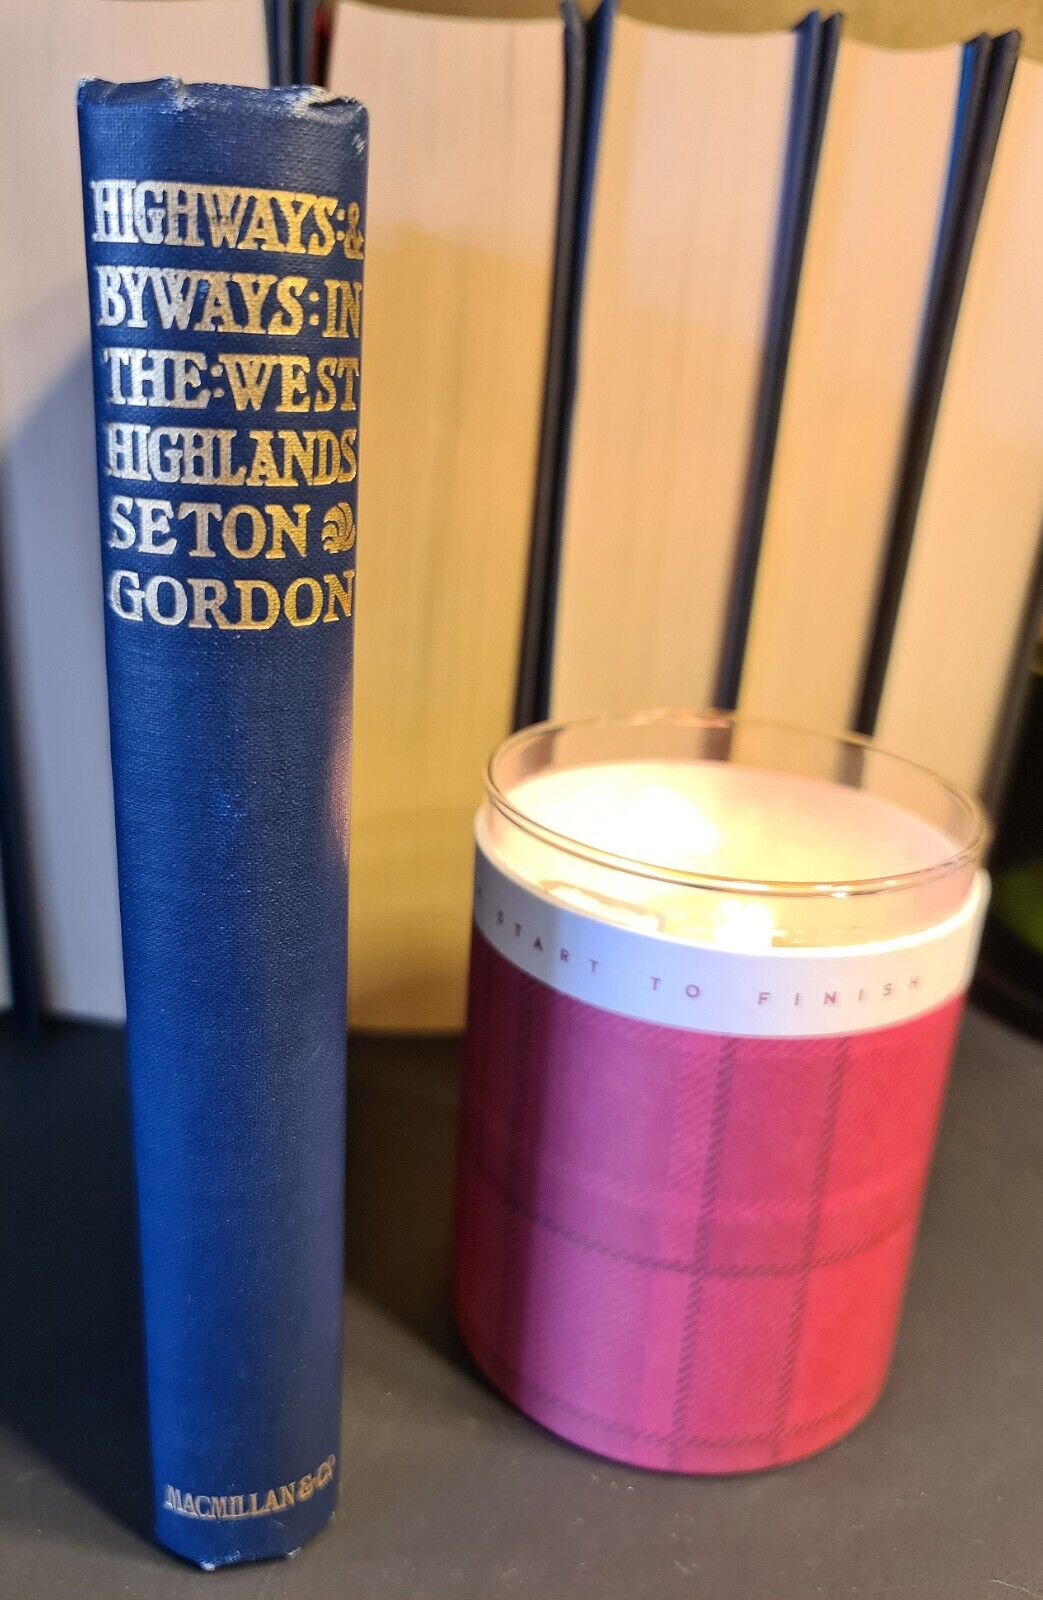 HIGHWAYS:&
BYWAYS:IN
THE:WEST
HIGHLANDS
SETON
GORDON
MACMILLAN & CO
START TO FINISH